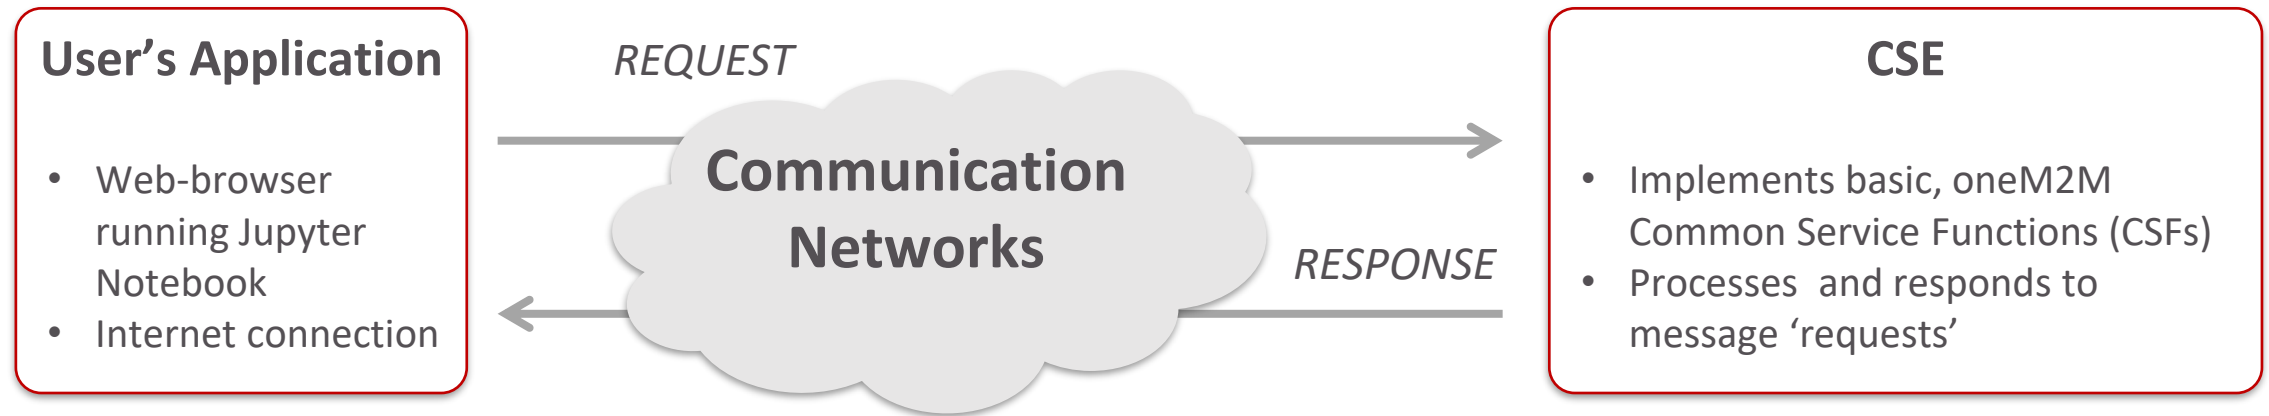 User’s Application
• Web-browser
running Jupyter
Notebook
• Internet connection
REQUEST
Communication
Networks
RESPONSE
CSE
• Implements basic, oneM2M
Common Service Functions (CSFs)
• Processes  and responds to
message ‘requests’